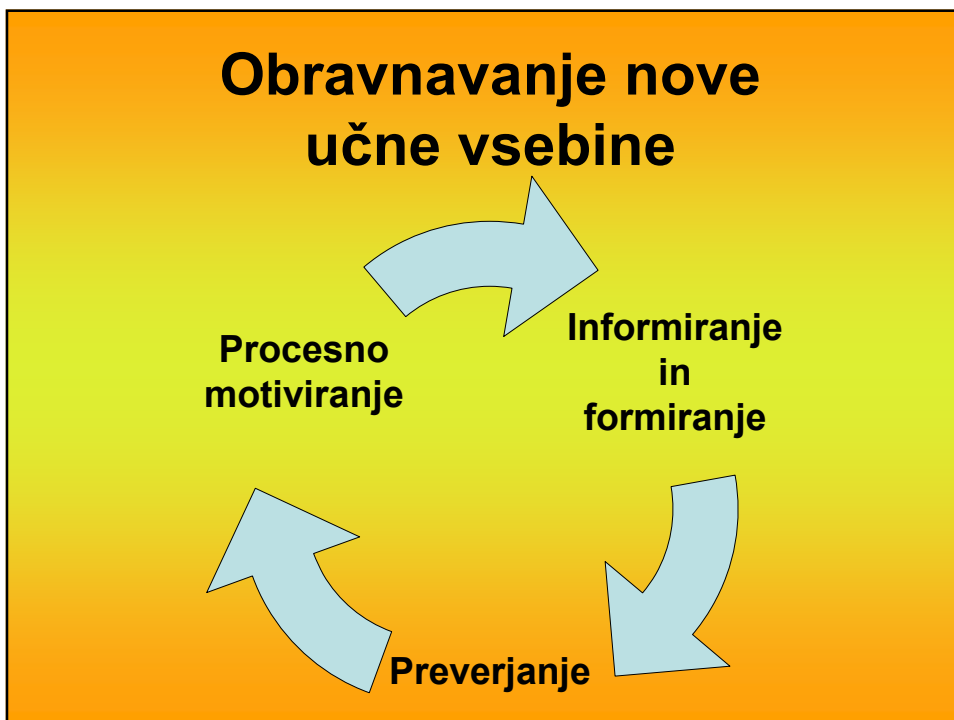 Obravnavanje nove
učne vsebine
Procesno
motiviranje
Informiranje
in
formiranje
Preverjanje